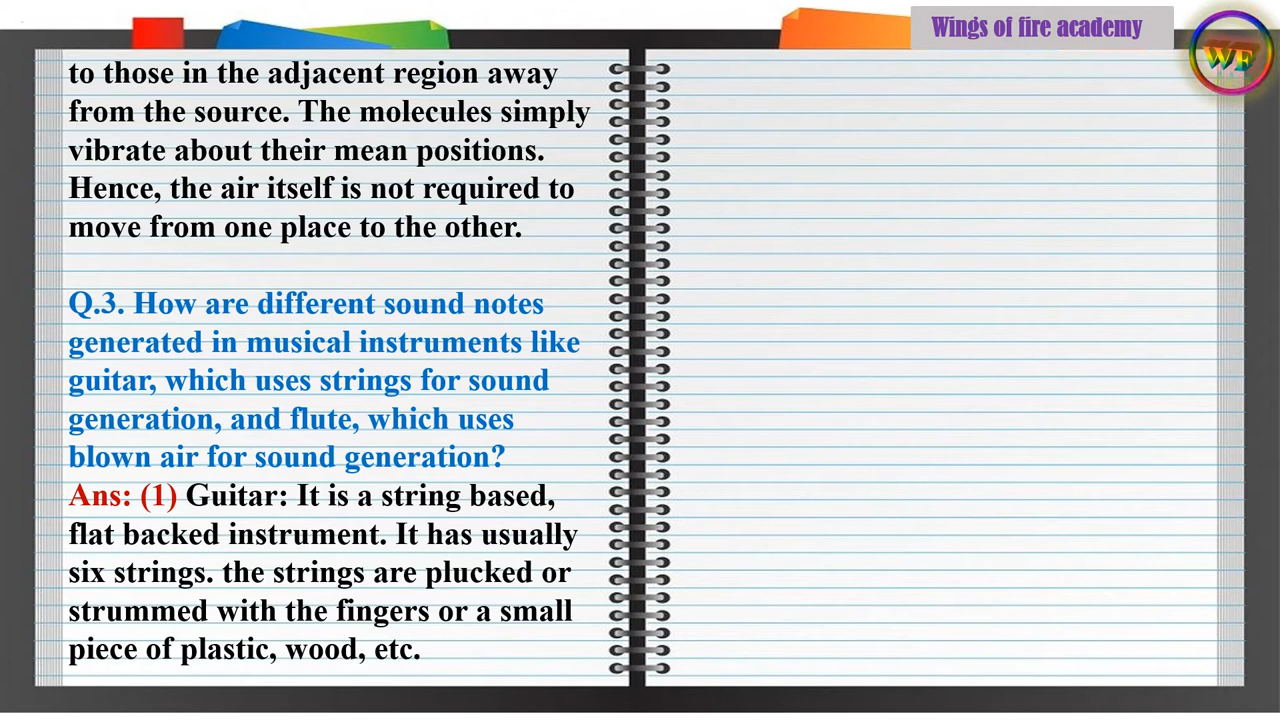 Wings of fire academy
WF
to those in the adjacent region away
from the source. The molecules simply
vibrate about their mean positions.
Hence, the air itself is not required to
move from one place to the other.
Q.3. How are different sound notes
generated in musical instruments like
guitar, which uses strings for sound
generation, and flute, which uses
blown air for sound generation?
Ans: (1) Guitar: It is a string based,
flat backed instrument. It has usually
six strings. the strings are plucked or
strummed with the fingers or a small
piece of plastic, wood, etc.